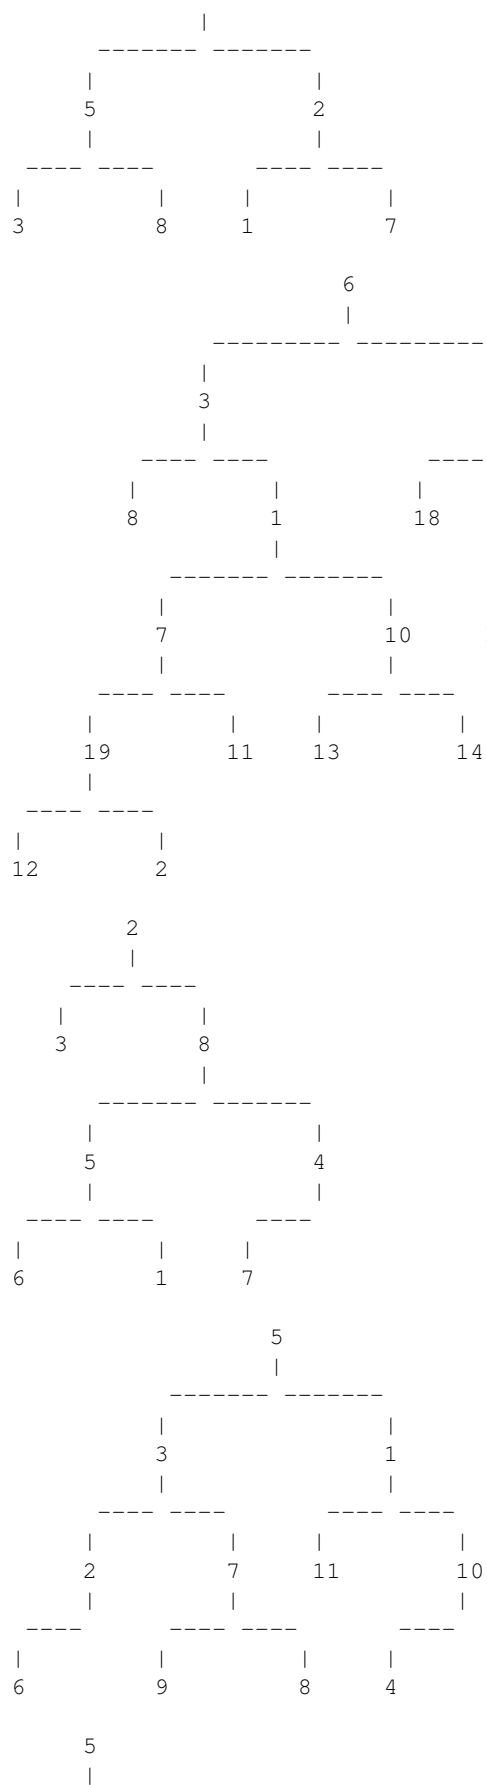 |
      ------- -------
     |               |
     5               2
     |               |
 ---- ----       ---- ----
|         |     |         |
3         8     1         7

                       6
                       |
              --------- ---------
             |
             3
             |
         ---- ----           ----
        |         |         |
        8         1         18
                  |
           ------- -------
          |               |
          7               10
          |               |
      ---- ----       ---- ----
     |         |     |         |
     19        11    13        14
     |
 ---- ----
|         |
12        2

        2
        |
    ---- ----
   |         |
   3         8
             |
      ------- -------
     |               |
     5               4
     |               |
 ---- ----       ----
|         |     |
6         1     7

                  5
                  |
           ------- -------
          |               |
          3               1
          |               |
      ---- ----       ---- ----
     |         |     |         |
     2         7     11        10
     |         |               |
 ----      ---- ----       ----
|         |         |     |
6         9         8     4

     5
     |